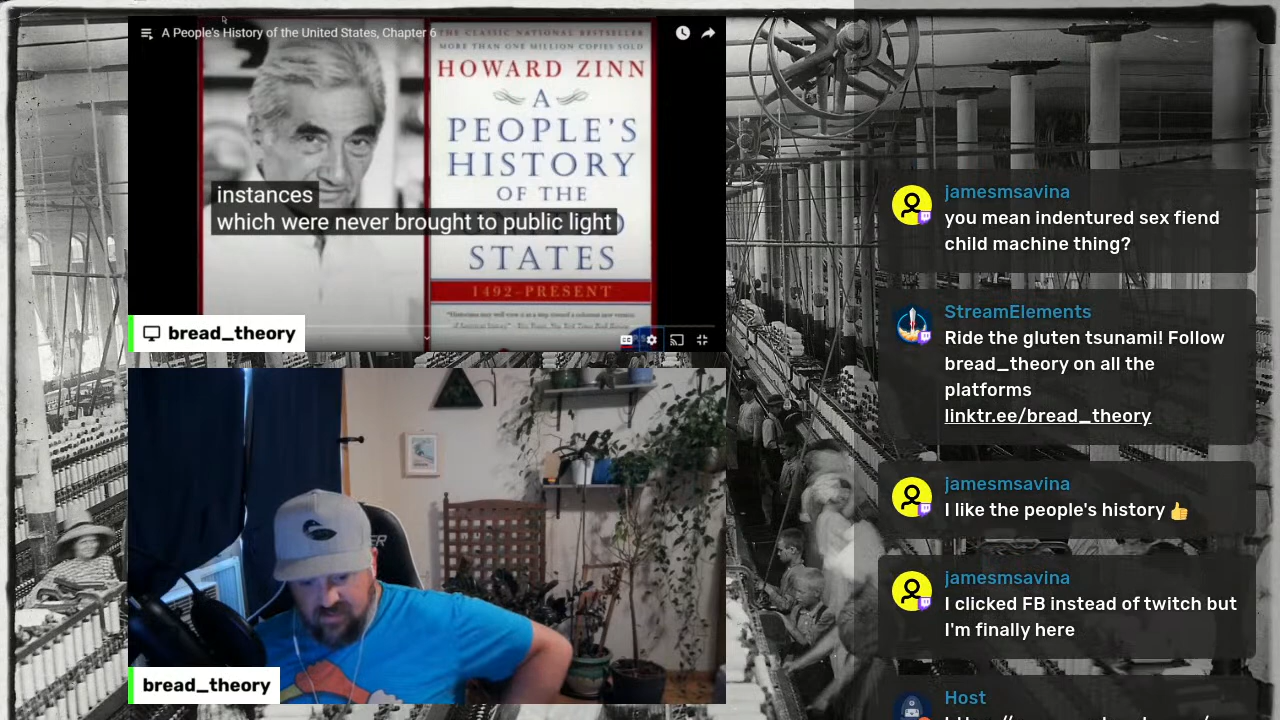 A People's History of the United States, Chapter 6
THE CLASSIC NATIONAL BESTSELLER
MORE THAN ONE MILLION COPIES SOLD
HOWARD ZINN
A
PEOPLE'S
HISTORY
OF THE
STATES
1492–PRESENT
instances
which were never brought to public light
bread_theory
bread_theory
jamesmsavina
you mean indentured sex fiend
child machine thing?
StreamElements
Ride the gluten tsunami! Follow
bread_theory on all the
platforms
linktr.ee/bread_theory
jamesmsavina
I like the people's history 👍
jamesmsavina
I clicked FB instead of twitch but
I'm finally here
Host